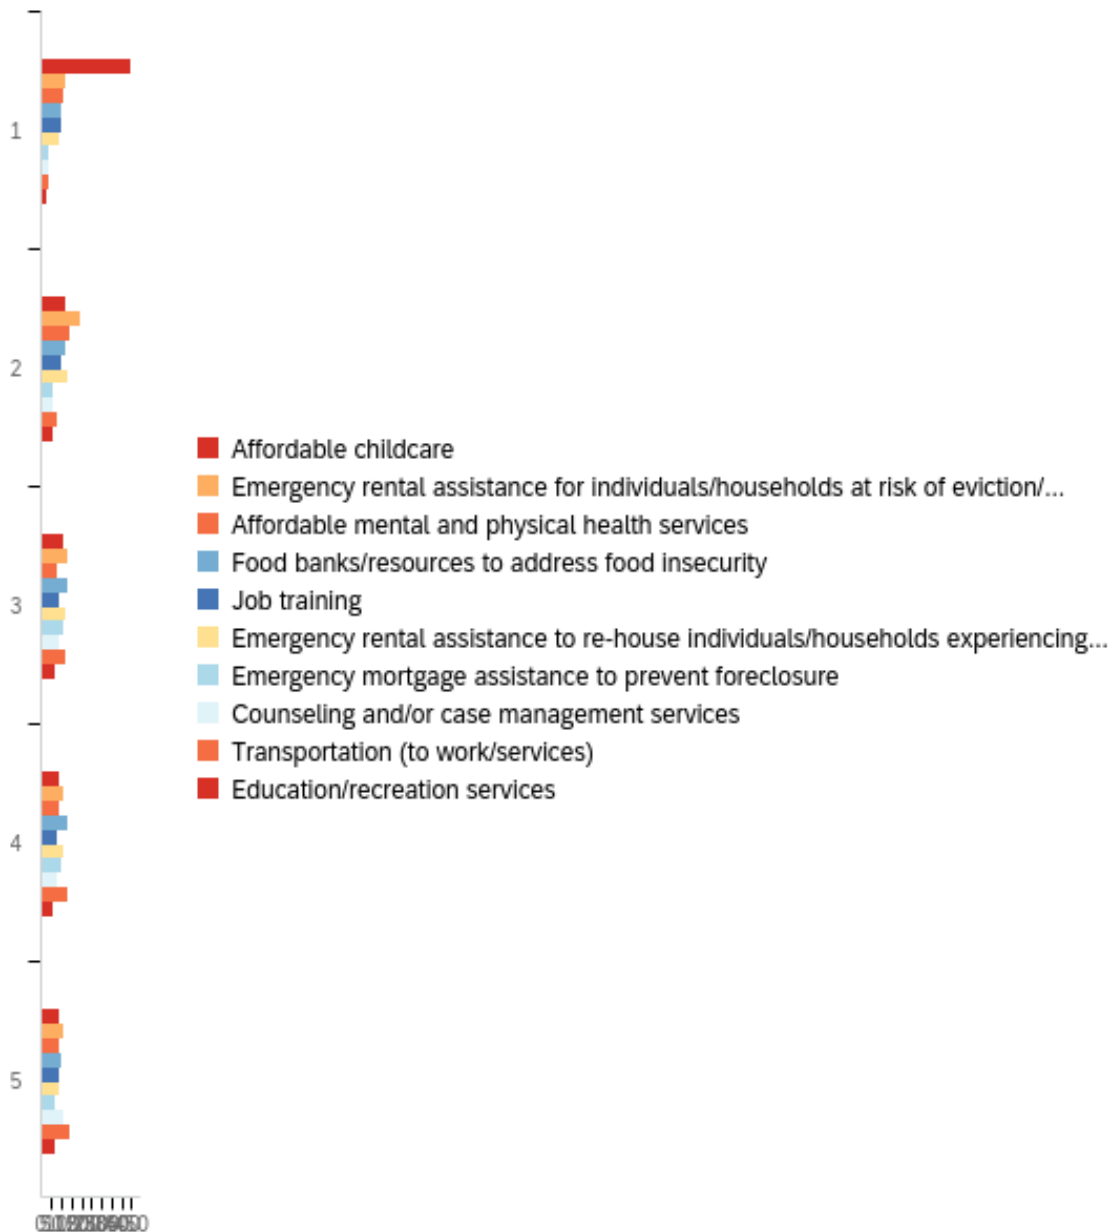 1
2
3
4
5
Affordable childcare
Emergency rental assistance for individuals/households at risk of eviction/...
Affordable mental and physical health services
Food banks/resources to address food insecurity
Job training
Emergency rental assistance to re-house individuals/households experiencing...
Emergency mortgage assistance to prevent foreclosure
Counseling and/or case management services
Transportation (to work/services)
Education/recreation services